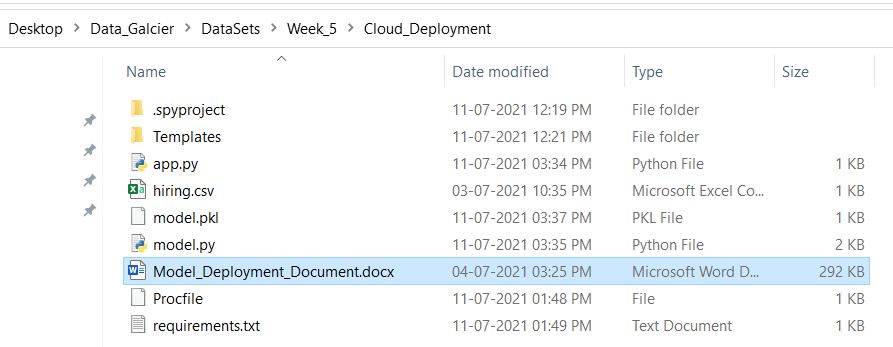 Desktop > Data_Galcier > DataSets > Week_5 > Cloud_Deployment
Name Date modified Type Size
.spyproject 11-07-2021 12:19 PM File folder
Templates 11-07-2021 12:21 PM File folder
app.py 11-07-2021 03:34 PM Python File 1 KB
hiring.csv 03-07-2021 10:35 PM Microsoft Excel Co... 1 KB
model.pkl 11-07-2021 03:37 PM PKL File 1 KB
model.py 11-07-2021 03:35 PM Python File 2 KB
Model_Deployment_Document.docx 04-07-2021 03:25 PM Microsoft Word D... 292 KB
Procfile 11-07-2021 01:48 PM File 1 KB
requirements.txt 11-07-2021 01:49 PM Text Document 1 KB